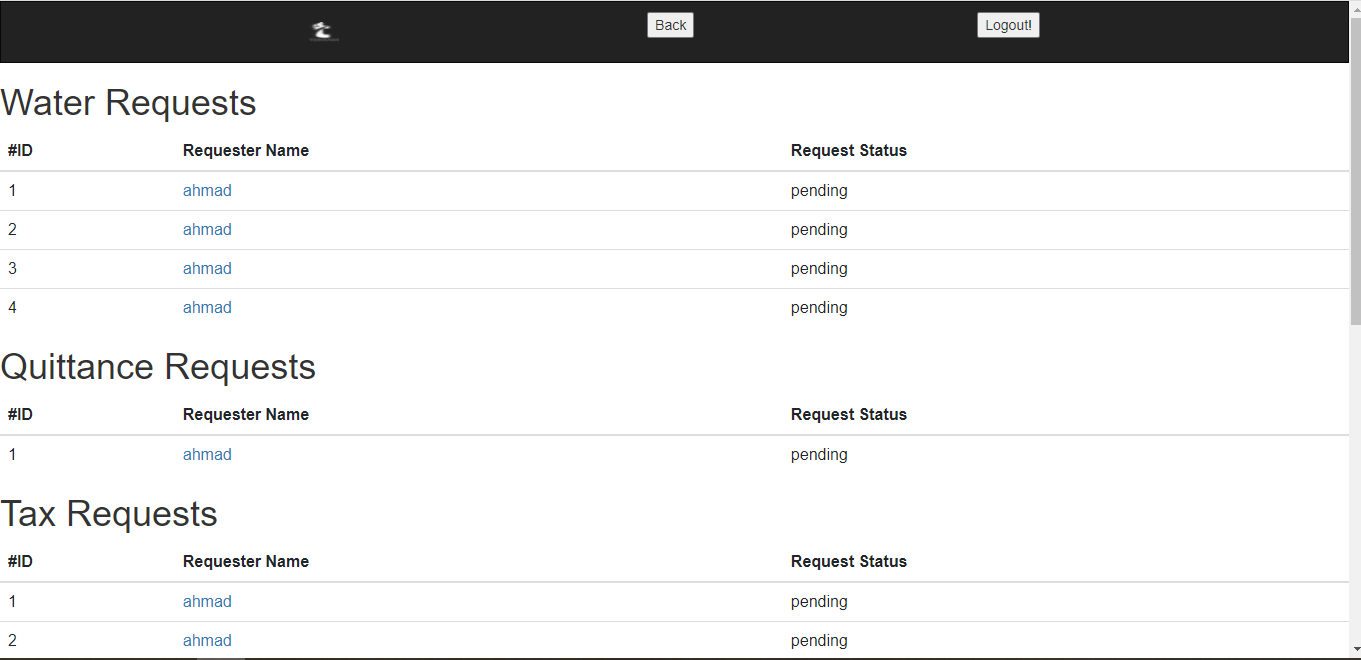 Back Logout!
Water Requests
#ID Requester Name Request Status
1 ahmad pending
2 ahmad pending
3 ahmad pending
4 ahmad pending
Quittance Requests
#ID Requester Name Request Status
1 ahmad pending
Tax Requests
#ID Requester Name Request Status
1 ahmad pending
2 ahmad pending